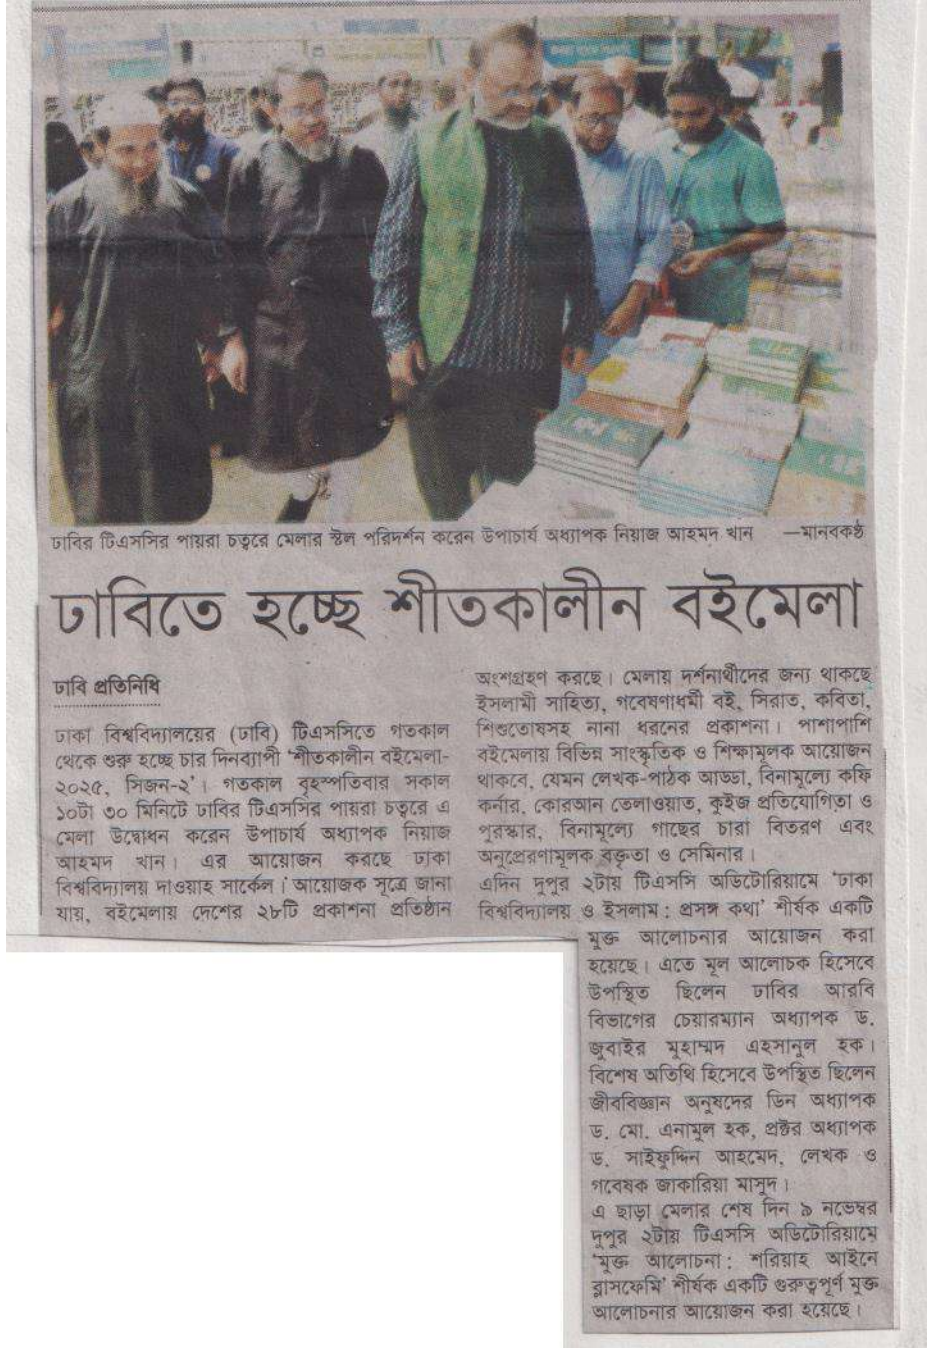 ঢাবির টিএসসির পায়রা চত্বরে মেলার স্টল পরিদর্শন করেন উপাচার্য অধ্যাপক নিয়াজ আহমদ খান —মানবকণ্ঠ
ঢাবিতে হচ্ছে শীতকালীন বইমেলা
ঢাবি প্রতিনিধি
ঢাকা বিশ্ববিদ্যালয়ের (ঢাবি) টিএসসিতে গতকাল
থেকে শুরু হচ্ছে চার দিনব্যাপী ‘শীতকালীন বইমেলা-
২০২৫, সিজন-২’। গতকাল বৃহস্পতিবার সকাল
১০টা ৩০ মিনিটে ঢাবির টিএসসির পায়রা চত্বরে এ
মেলা উদ্বোধন করেন উপাচার্য অধ্যাপক নিয়াজ
আহমদ খান। এর আয়োজন করছে ঢাকা
বিশ্ববিদ্যালয় দাওয়াহ সার্কেল। আয়োজক সূত্রে জানা
যায়, বইমেলায় দেশের ২৮টি প্রকাশনা প্রতিষ্ঠান
অংশগ্রহণ করছে। মেলায় দর্শনার্থীদের জন্য থাকছে
ইসলামী সাহিত্য, গবেষণাধর্মী বই, সিরাত, কবিতা,
শিশুতোষসহ নানা ধরনের প্রকাশনা। পাশাপাশি
বইমেলায় বিভিন্ন সাংস্কৃতিক ও শিক্ষামূলক আয়োজন
থাকবে, যেমন লেখক-পাঠক আড্ডা, বিনামূল্যে কফি
কর্নার, কোরআন তেলাওয়াত, কুইজ প্রতিযোগিতা ও
পুরস্কার, বিনামূল্যে গাছের চারা বিতরণ এবং
অনুপ্রেরণামূলক বক্তৃতা ও সেমিনার।
এদিন দুপুর ২টায় টিএসসি অডিটোরিয়ামে ‘ঢাকা
বিশ্ববিদ্যালয় ও ইসলাম : প্রসঙ্গ কথা’ শীর্ষক একটি
মুক্ত আলোচনার আয়োজন করা
হয়েছে। এতে মূল আলোচক হিসেবে
উপস্থিত ছিলেন ঢাবির আরবি
বিভাগের চেয়ারম্যান অধ্যাপক ড.
জুবাইর মুহাম্মদ এহসানুল হক।
বিশেষ অতিথি হিসেবে উপস্থিত ছিলেন
জীববিজ্ঞান অনুষদের ডিন অধ্যাপক
ড. মো. এনামুল হক, প্রক্টর অধ্যাপক
ড. সাইফুদ্দিন আহমেদ, লেখক ও
গবেষক জাকারিয়া মাসুদ।
এ ছাড়া মেলার শেষ দিন ৯ নভেম্বর
দুপুর ২টায় টিএসসি অডিটোরিয়ামে
‘মুক্ত আলোচনা : শরিয়াহ আইনে
ব্লাসফেমি’ শীর্ষক একটি গুরুত্বপূর্ণ মুক্ত
আলোচনার আয়োজন করা হয়েছে।